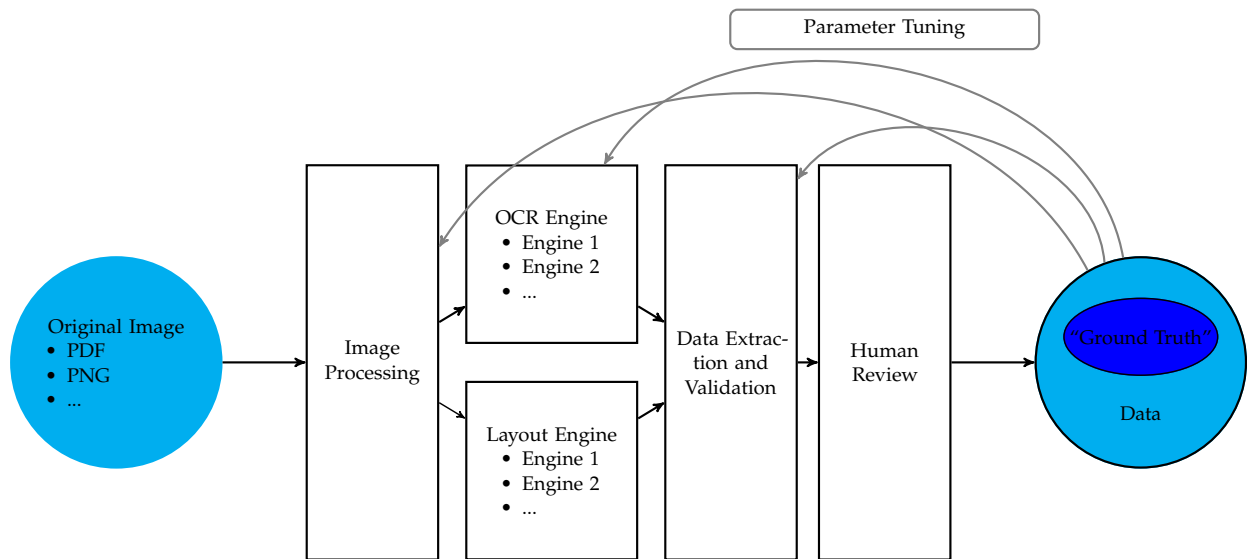 Parameter Tuning
Original Image
• PDF
• PNG
• ...
Image
Processing
OCR Engine
• Engine 1
• Engine 2
• ...
Layout Engine
• Engine 1
• Engine 2
• ...
Data Extrac-
tion and
Validation
Human
Review
“Ground Truth“
Data